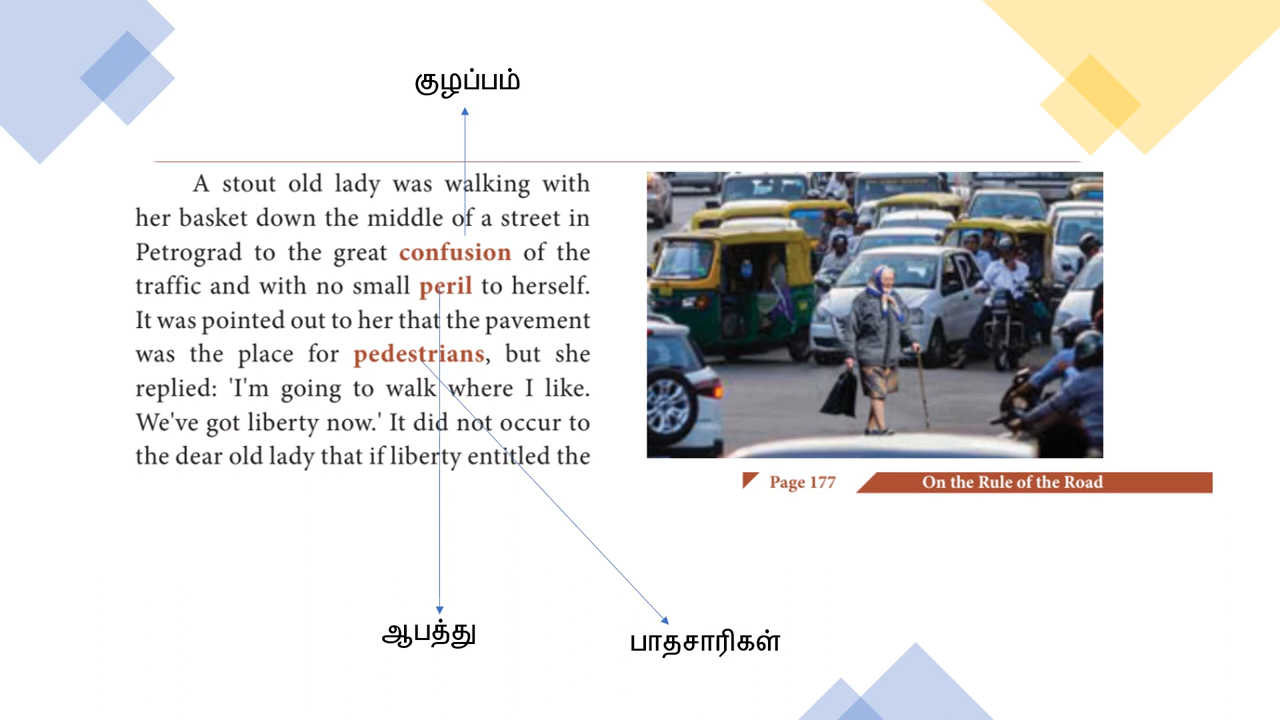 குழப்பம்
A stout old lady was walking with
her basket down the middle of a street in
Petrograd to the great confusion of the
traffic and with no small peril to herself.
It was pointed out to her that the pavement
was the place for pedestrians, but she
replied: 'I'm going to walk where I like.
We've got liberty now.' It did not occur to
the dear old lady that if liberty entitled the
Page 177
On the Rule of the Road
ஆபத்து
பாதசாரிகள்